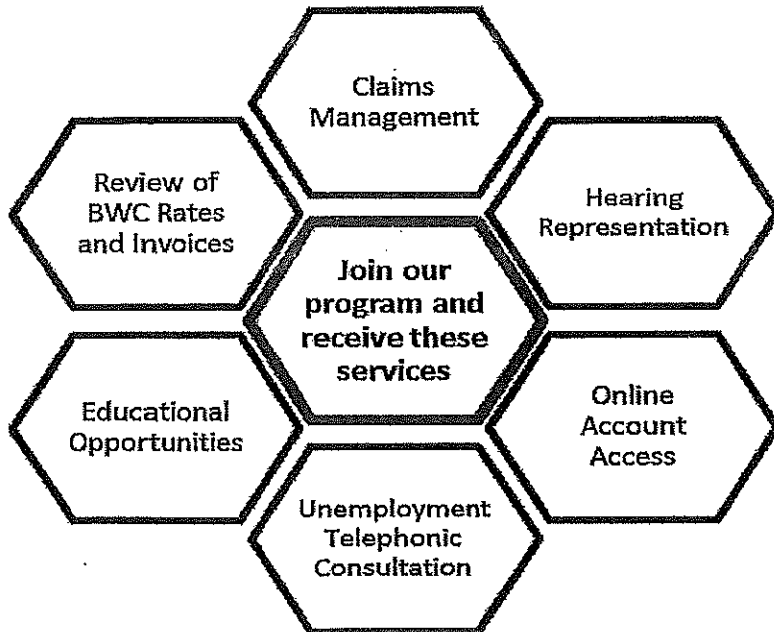 Claims
Management
Review of
BWC Rates
and Invoices
Hearing
Representation
Join our
program and
receive these
services
Educational
Opportunities
Online
Account
Access
Unemployment
Telephonic
Consultation